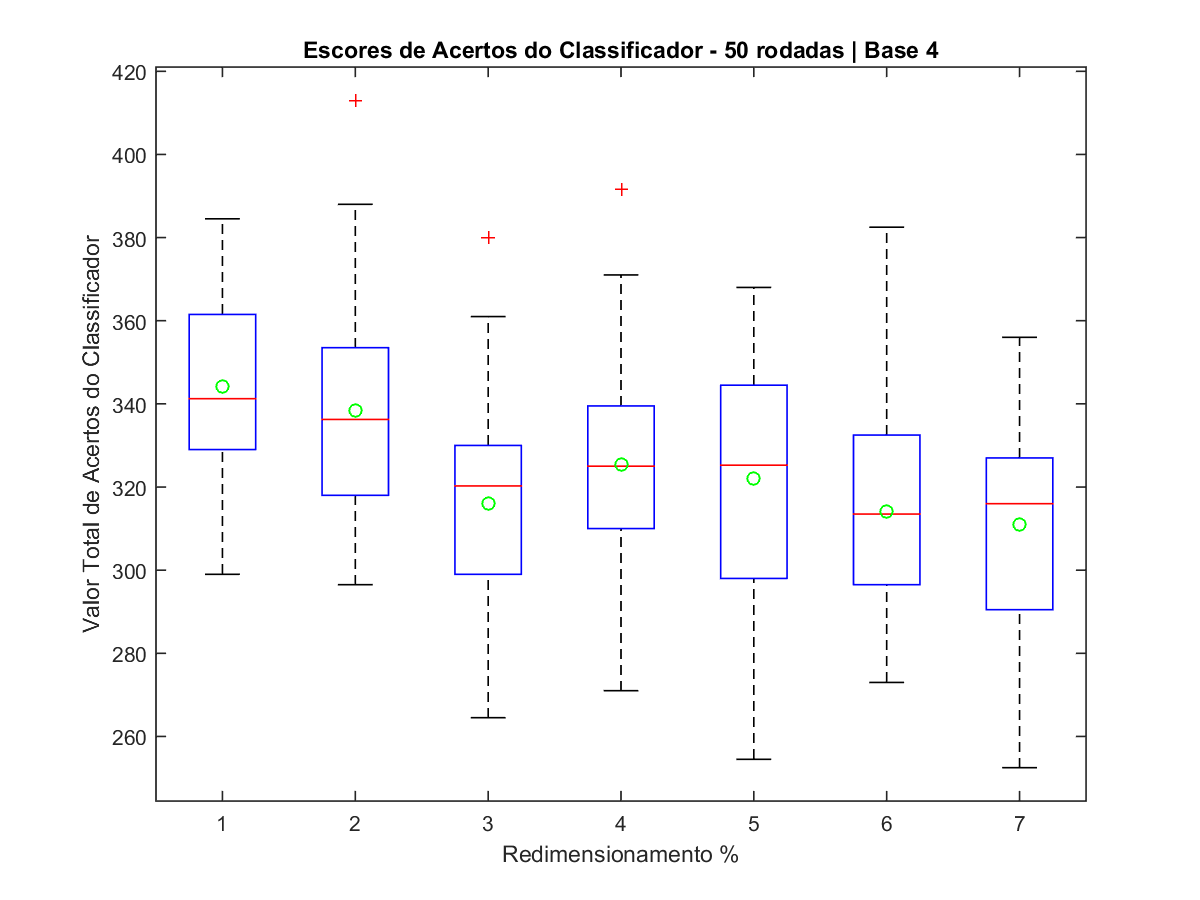 Escores de Acertos do Classificador - 50 rodadas | Base 4
420
400
380
360
340
320
300
280
260
Valor Total de Acertos do Classificador
1 2 3 4 5 6 7
Redimensionamento %